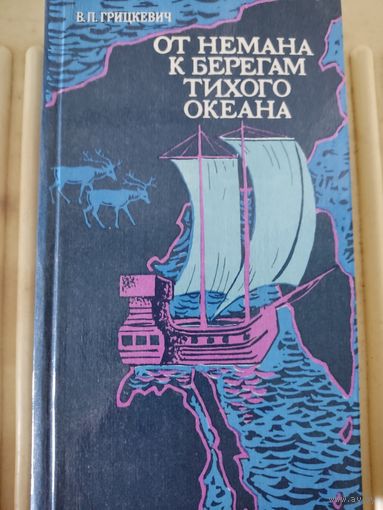 В.П. ГРИЦКЕВИЧ
ОТ НЕМАНА
К БЕРЕГАМ
ТИХОГО
ОКЕАНА